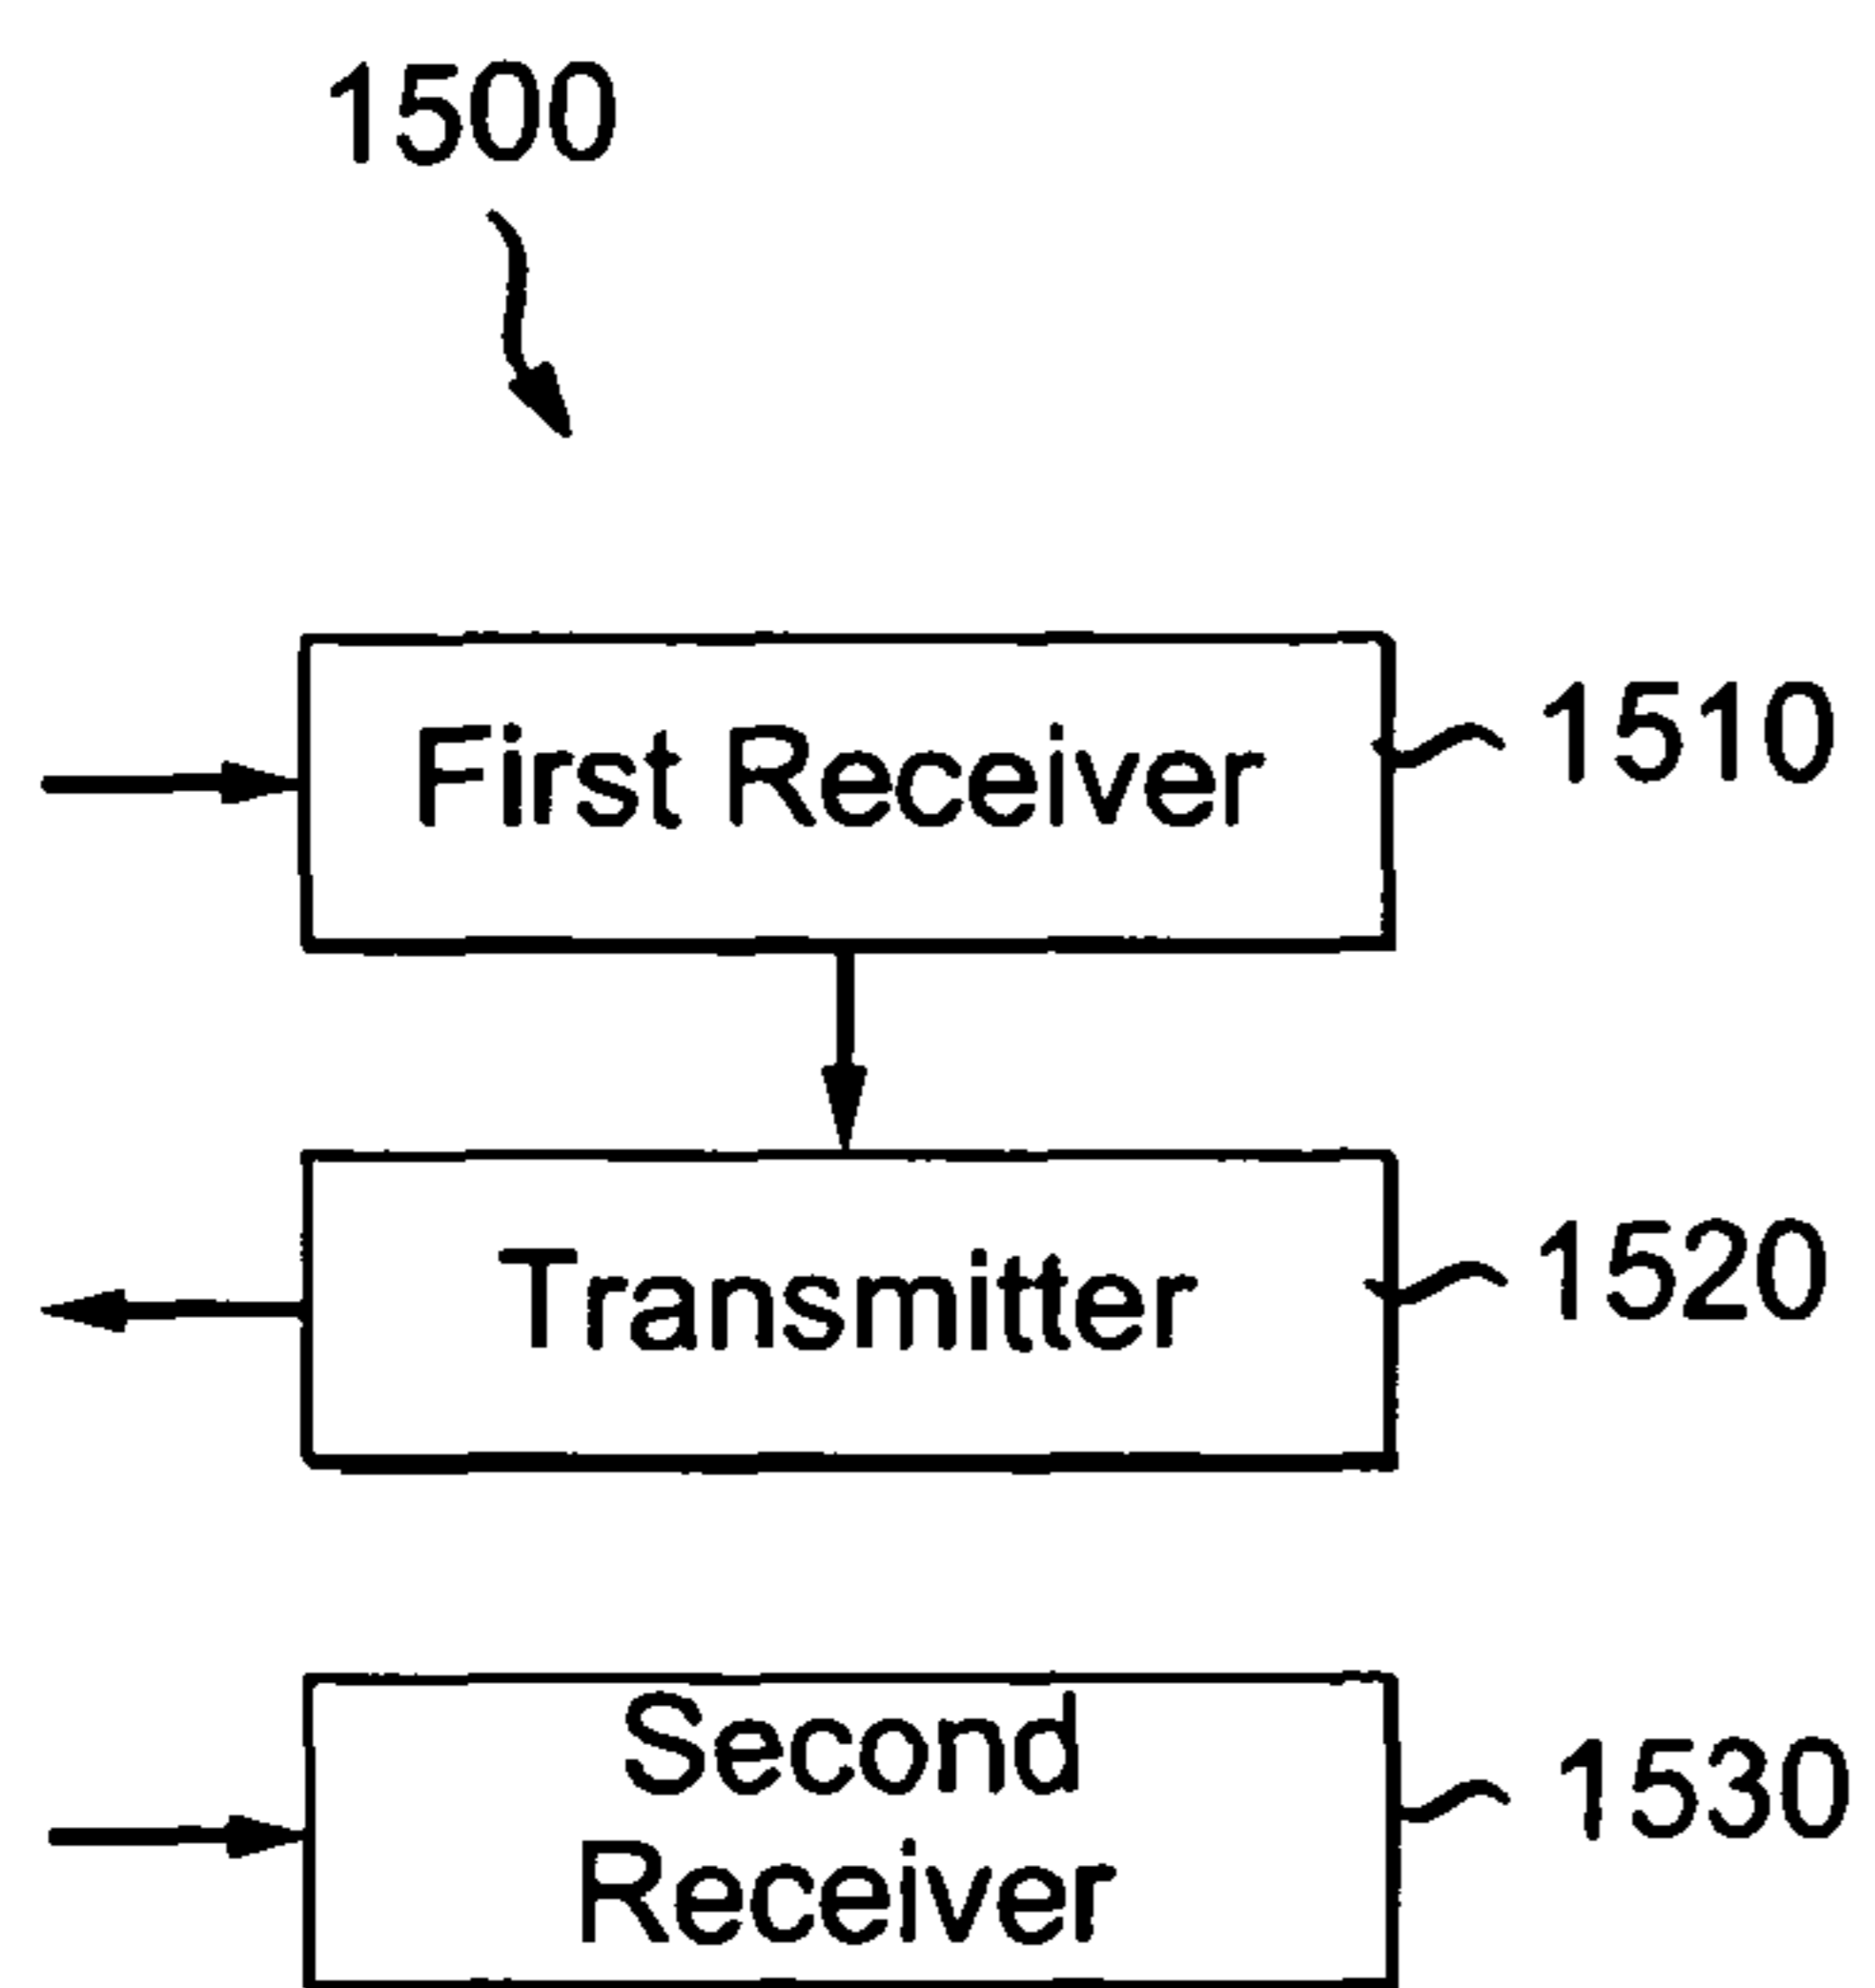 1500
First Receiver
1510
Transmitter
1520
Second
Receiver
1530